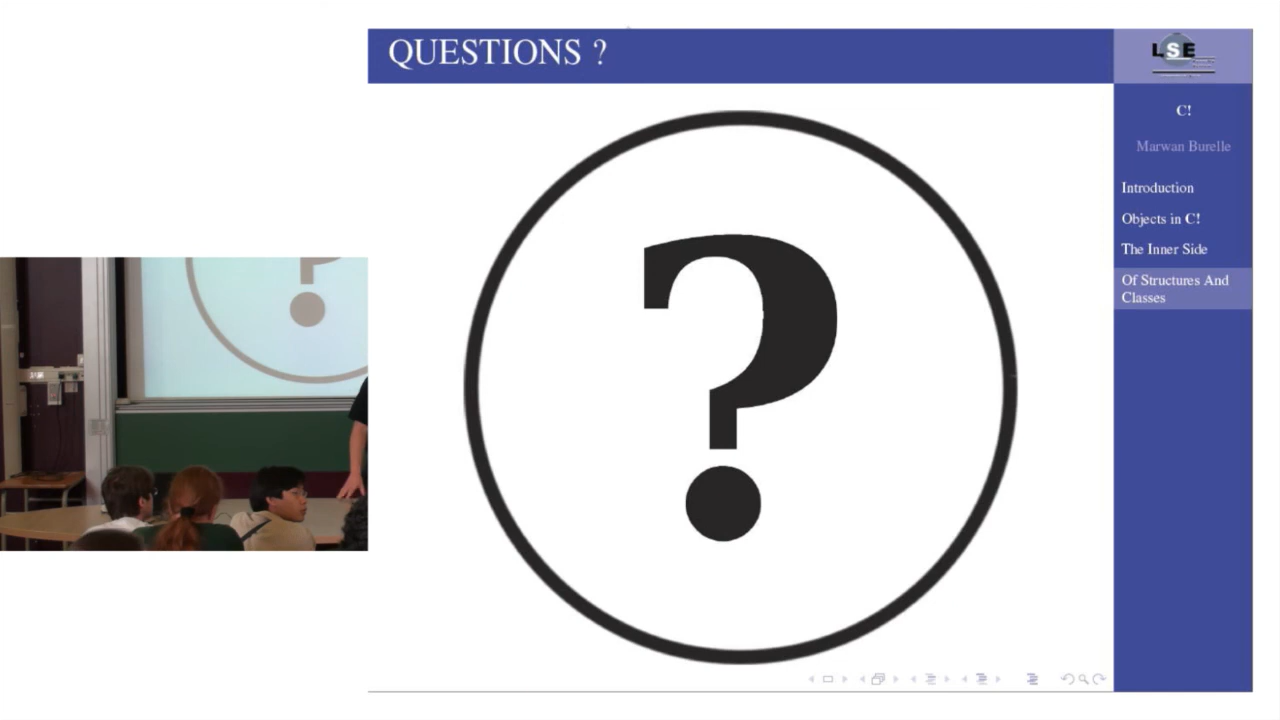 QUESTIONS ?
?
LSE
C!
Marwan Burelle
Introduction
Objects in C!
The Inner Side
Of Structures And
Classes